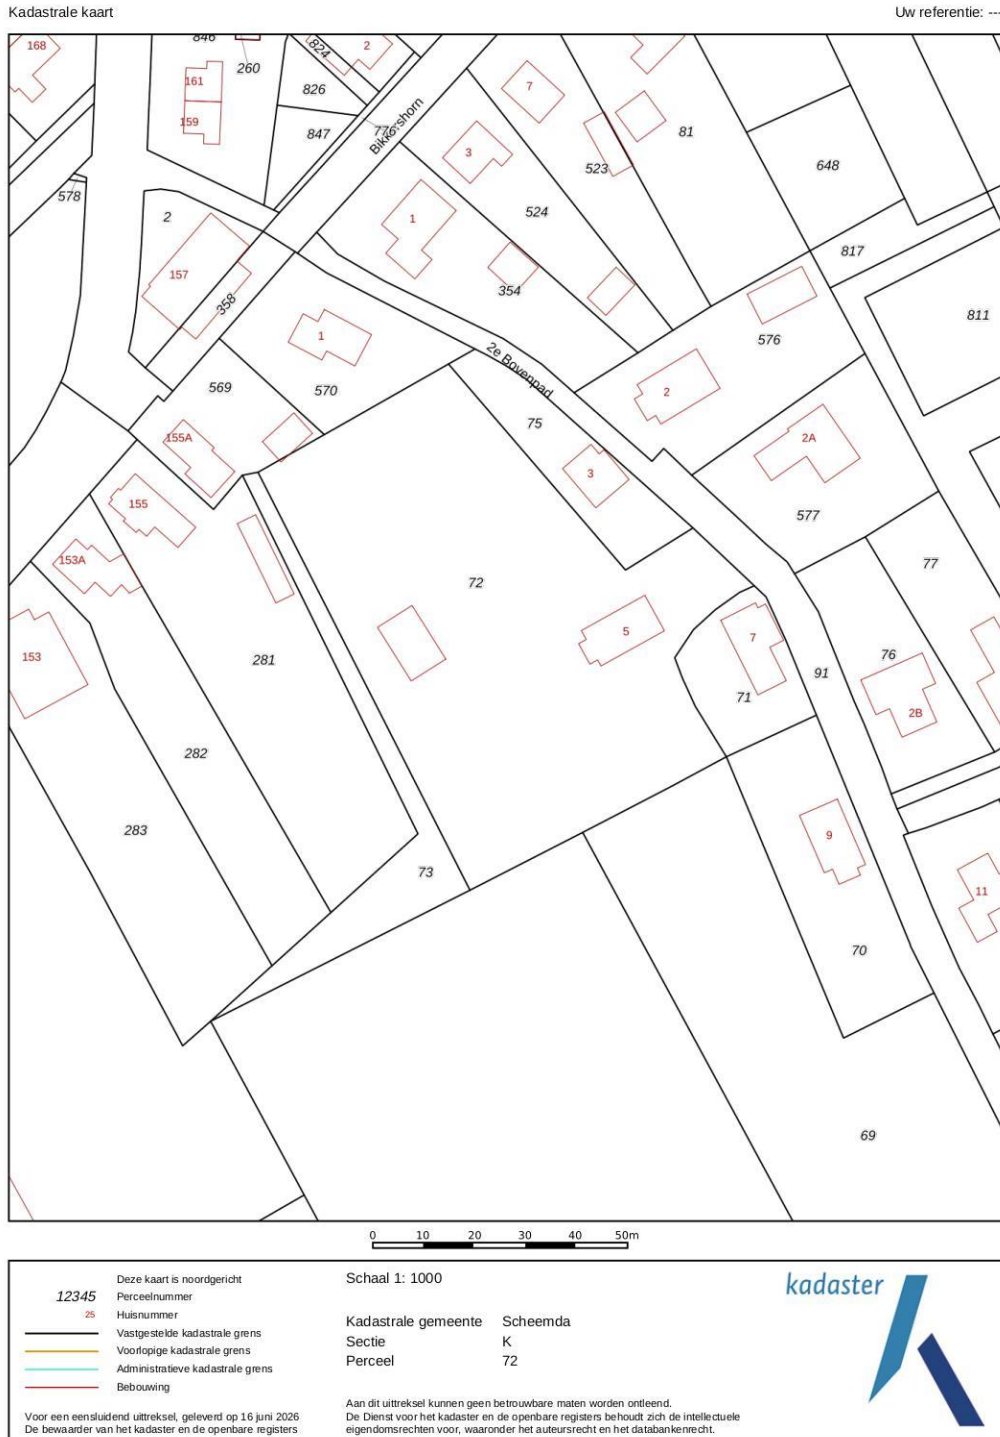 Kadastrale kaart
Uw referentie: ---
168
846
260
824
2
161
826
159
847
Bikkershorn
7
81
3
523
648
578
2
1
524
817
157
358
354
811
1
2e Bovenpad
576
569
570
2
75
155A
2A
3
155
577
153A
77
72
5
7
153
281
76
91
71
2B
282
283
9
73
11
70
69
0 10 20 30 40 50m
Deze kaart is noordgericht
12345 Perceelnummer
25 Huisnummer
Vastgestelde kadastrale grens
Voorlopige kadastrale grens
Administratieve kadastrale grens
Bebouwing
Voor een eensluidend uittreksel, geleverd op 16 juni 2026
De bewaarder van het kadaster en de openbare registers
Schaal 1: 1000
Kadastrale gemeente Scheemda
Sectie K
Perceel 72
Aan dit uittreksel kunnen geen betrouwbare maten worden ontleend.
De Dienst voor het kadaster en de openbare registers behoudt zich de intellectuele
eigendomsrechten voor, waaronder het auteursrecht en het databankenrecht.
kadaster